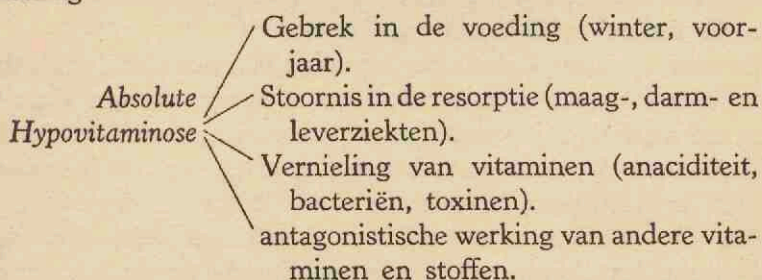 Gebrek in de voeding (winter, voor-
jaar).
Absolute
Hypovitaminose
Stoornis in de resorptie (maag-, darm- en
leverziekten).
Vernieling van vitaminen (anaciditeit,
bacteriën, toxinen).
antagonistische werking van andere vita-
minen en stoffen.